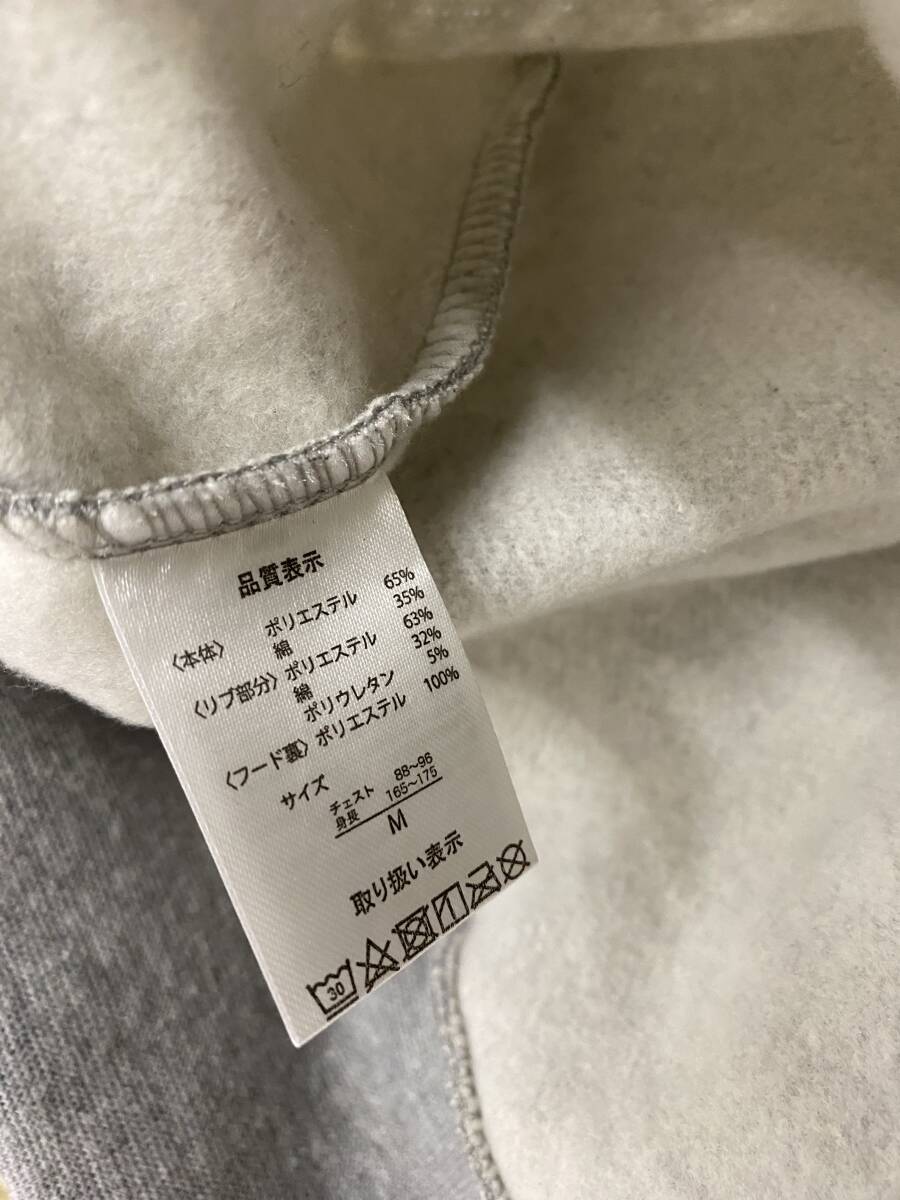 品質表示
〈本体〉 ポリエステル 65%
綿 35%
〈リブ部分〉 ポリエステル 63%
綿 32%
ポリウレタン 5%
〈フード裏〉 ポリエステル 100%
サイズ
チェスト 88～96
身長 165～175
M
取り扱い表示
30